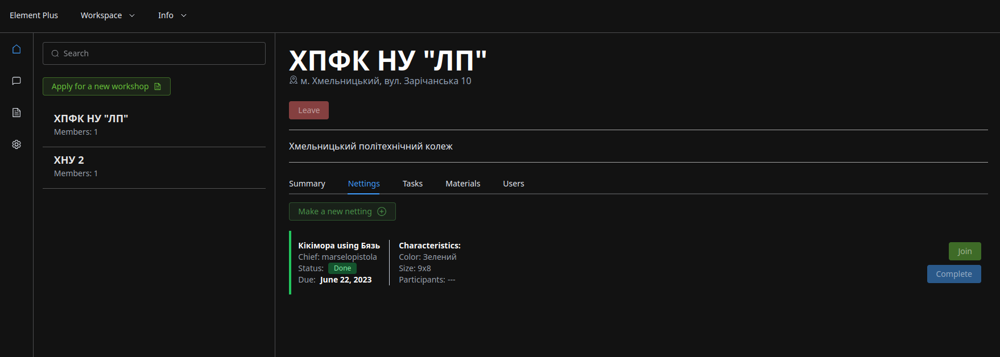 Element Plus Workspace Info
Search
Apply for a new workshop
ХПФК НУ "ЛП"
Members: 1
ХНУ 2
Members: 1
ХПФК НУ "ЛП"
м. Хмельницький, вул. Зарічанська 10
Leave
Хмельницький політехнічний колеж
Summary Nettings Tasks Materials Users
Make a new netting
Кікімора using Бязь
Chief: marselopistola
Status: Done
Due: June 22, 2023
Characteristics:
Color: Зелений
Size: 9x8
Participants: ---
Join
Complete